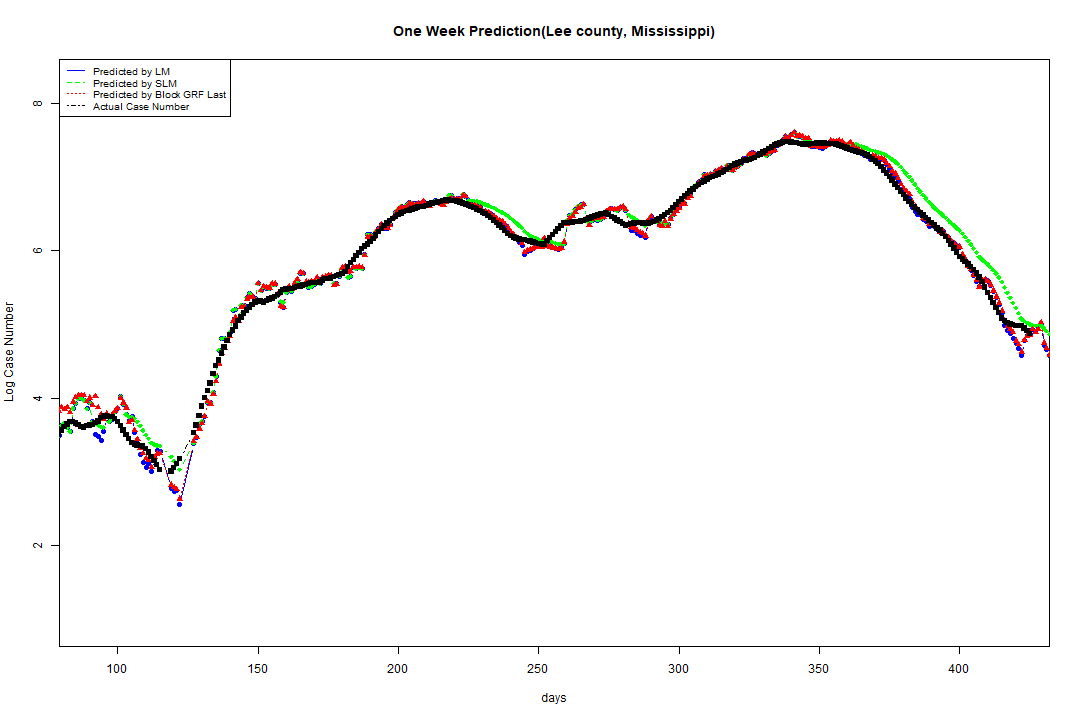 One Week Prediction(Lee county, Mississippi)
Predicted by LM
Predicted by SLM
Predicted by Block GRF Last
Actual Case Number
8
6
4
2
Log Case Number
100 150 200 250 300 350 400
days